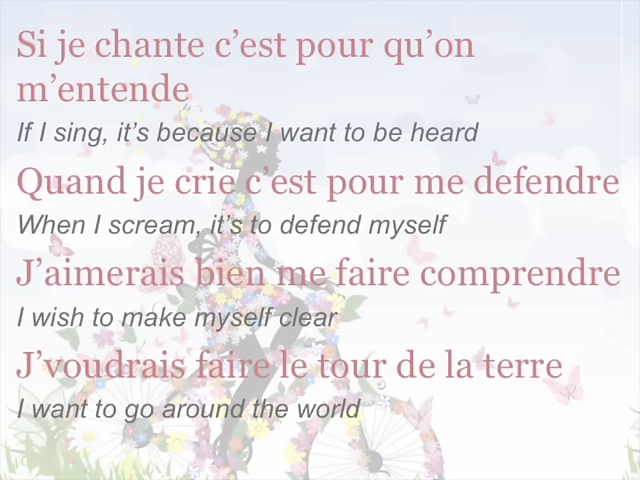 Si je chante c’est pour qu’on
m’entende
If I sing, it’s because I want to be heard
Quand je crie c’est pour me defendre
When I scream, it’s to defend myself
J’aimerais bien me faire comprendre
I wish to make myself clear
J’voudrais faire le tour de la terre
I want to go around the world